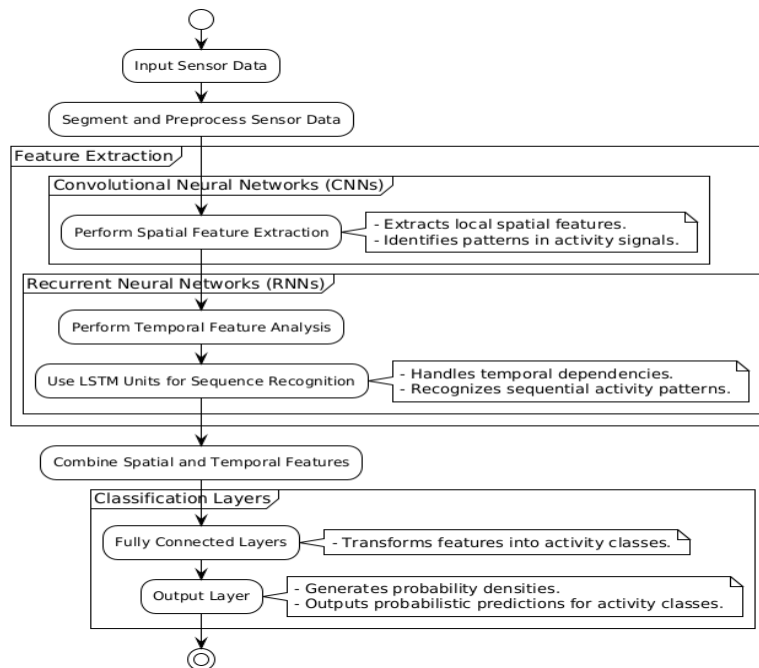 Input Sensor Data
Segment and Preprocess Sensor Data
Feature Extraction
Convolutional Neural Networks (CNNs)
Perform Spatial Feature Extraction
- Extracts local spatial features.
- Identifies patterns in activity signals.
Recurrent Neural Networks (RNNs)
Perform Temporal Feature Analysis
Use LSTM Units for Sequence Recognition
- Handles temporal dependencies.
- Recognizes sequential activity patterns.
Combine Spatial and Temporal Features
Classification Layers
Fully Connected Layers
- Transforms features into activity classes.
Output Layer
- Generates probability densities.
- Outputs probabilistic predictions for activity classes.